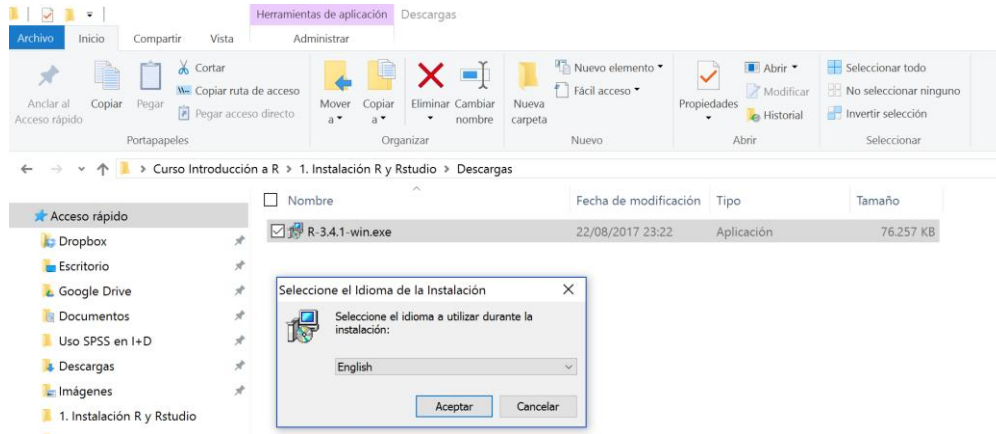 Herramientas de aplicación Descargas
Archivo Inicio Compartir Vista Administrar
Anclar al Acceso rápido
Copiar
Pegar
Cortar
Copiar ruta de acceso
Pegar acceso directo
Portapapeles
Mover a
Copiar a
Eliminar
Cambiar nombre
Organizar
Nueva carpeta
Nuevo elemento
Fácil acceso
Nuevo
Propiedades
Abrir
Modificar
Historial
Abrir
Seleccionar todo
No seleccionar ninguno
Invertir selección
Seleccionar
> Curso Introducción a R > 1. Instalación R y Rstudio > Descargas
Nombre Fecha de modificación Tipo Tamaño
R-3.4.1-win.exe 22/08/2017 23:22 Aplicación 76.257 KB
Acceso rápido
Dropbox
Escritorio
Google Drive
Documentos
Uso SPSS en I+D
Descargas
Imágenes
1. Instalación R y Rstudio
Seleccione el Idioma de la Instalación
Seleccione el idioma a utilizar durante la
instalación:
English
Aceptar Cancelar